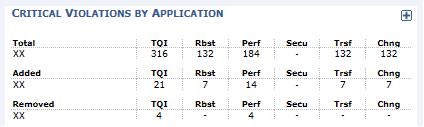 CRITICAL VIOLATIONS BY APPLICATION
Total TQI Rbst Perf Secu Trsf Chng
XX 316 132 184 - 132 132
Added TQI Rbst Perf Secu Trsf Chng
XX 21 7 14 - 7 7
Removed TQI Rbst Perf Secu Trsf Chng
XX 4 - 4 - - -